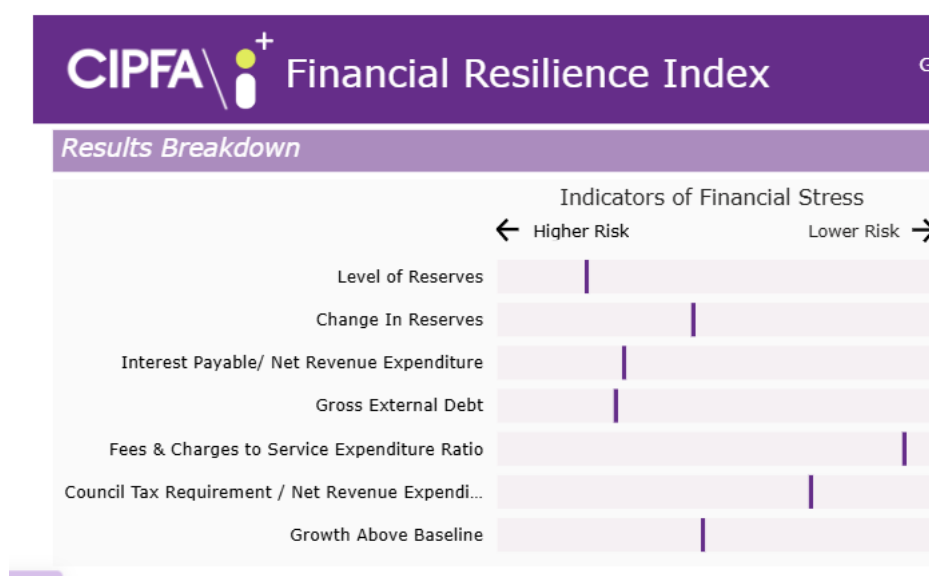 CIPFA\i+ Financial Resilience Index G
Results Breakdown
Indicators of Financial Stress
← Higher Risk Lower Risk →
Level of Reserves
Change In Reserves
Interest Payable/ Net Revenue Expenditure
Gross External Debt
Fees & Charges to Service Expenditure Ratio
Council Tax Requirement / Net Revenue Expendi...
Growth Above Baseline